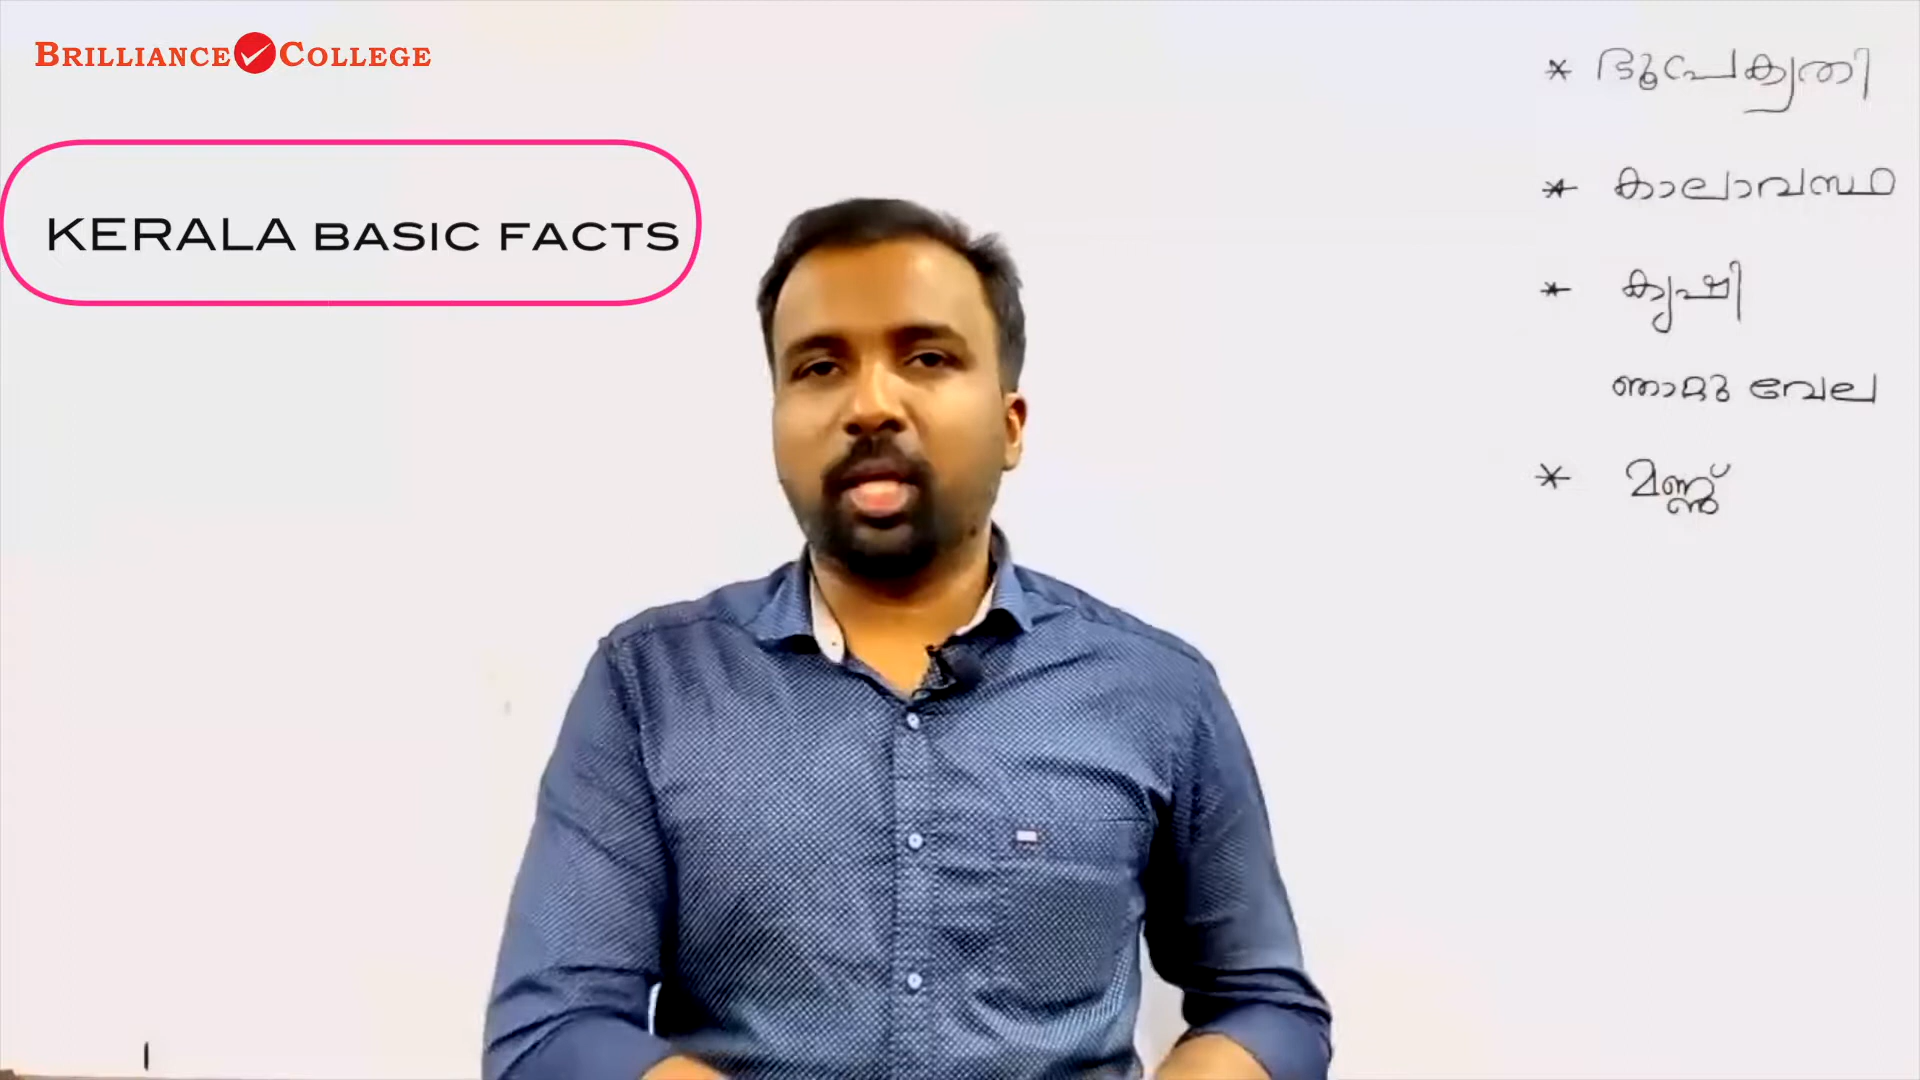 BRILLIANCE COLLEGE
KERALA BASIC FACTS
* ഭൂപ്രകൃതി
* കാലാവസ്ഥ
* കൃഷി
ഞാറ്റു വേല
* മണ്ണ്